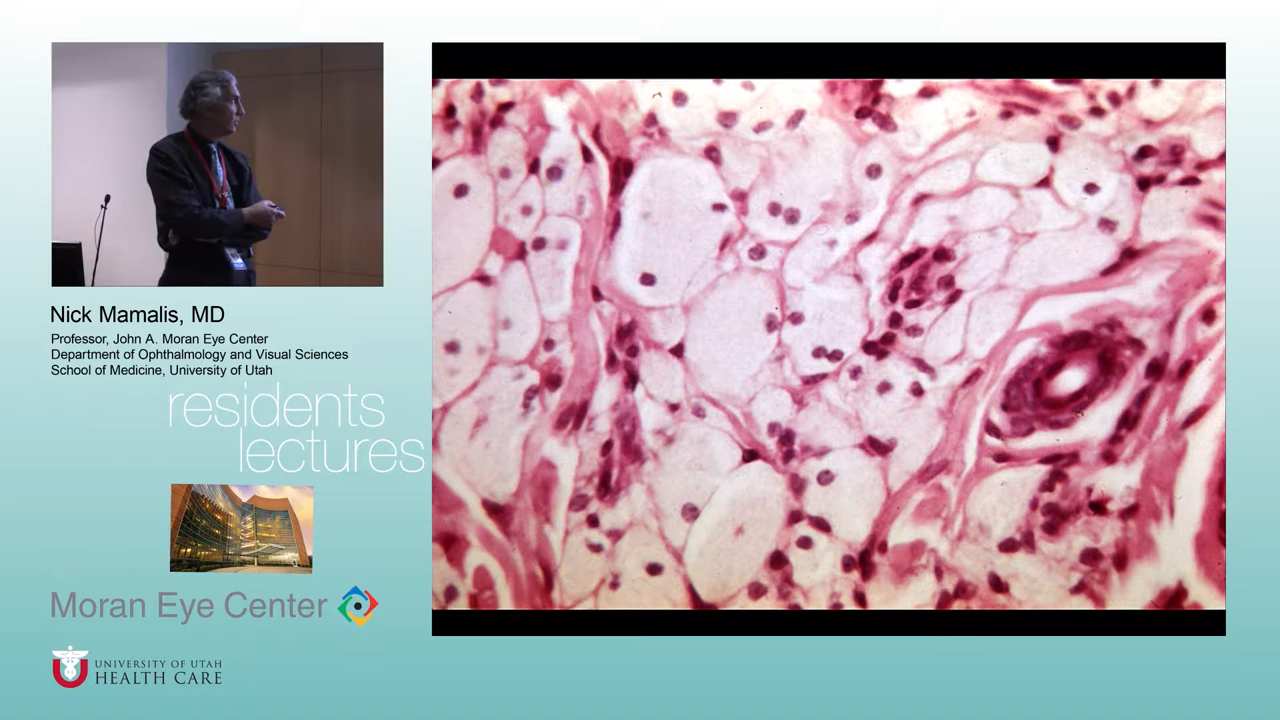 Nick Mamalis, MD
Professor, John A. Moran Eye Center
Department of Ophthalmology and Visual Sciences
School of Medicine, University of Utah
residents
lectures
Moran Eye Center
UNIVERSITY OF UTAH
HEALTH CARE